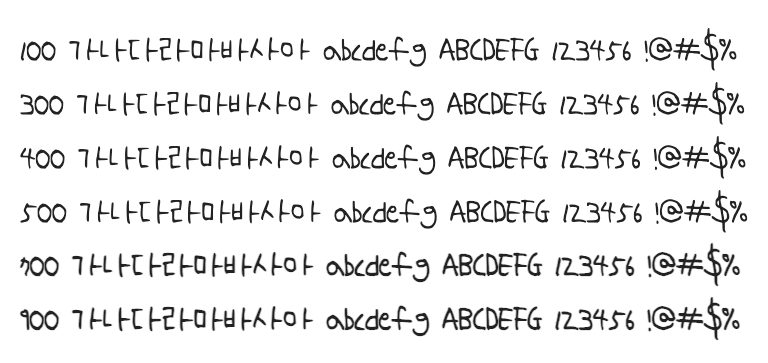 100 가나다라마바사아 abcdefg ABCDEFG 123456 !@#$%
300 가나다라마바사아 abcdefg ABCDEFG 123456 !@#$%
400 가나다라마바사아 abcdefg ABCDEFG 123456 !@#$%
500 가나다라마바사아 abcdefg ABCDEFG 123456 !@#$%
700 가나다라마바사아 abcdefg ABCDEFG 123456 !@#$%
900 가나다라마바사아 abcdefg ABCDEFG 123456 !@#$%